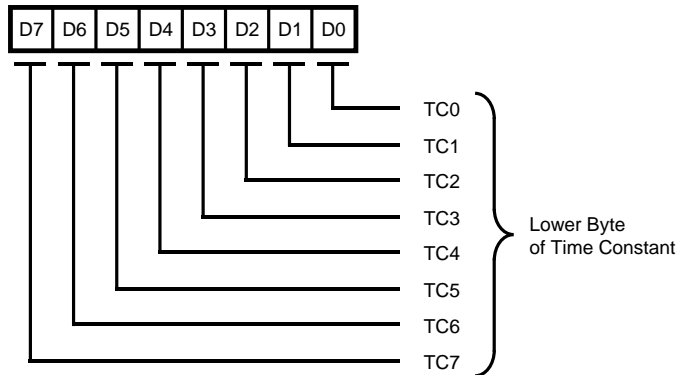 D7 D6 D5 D4 D3 D2 D1 D0
TC0
TC1
TC2
TC3
TC4
TC5
TC6
TC7
Lower Byte
of Time Constant